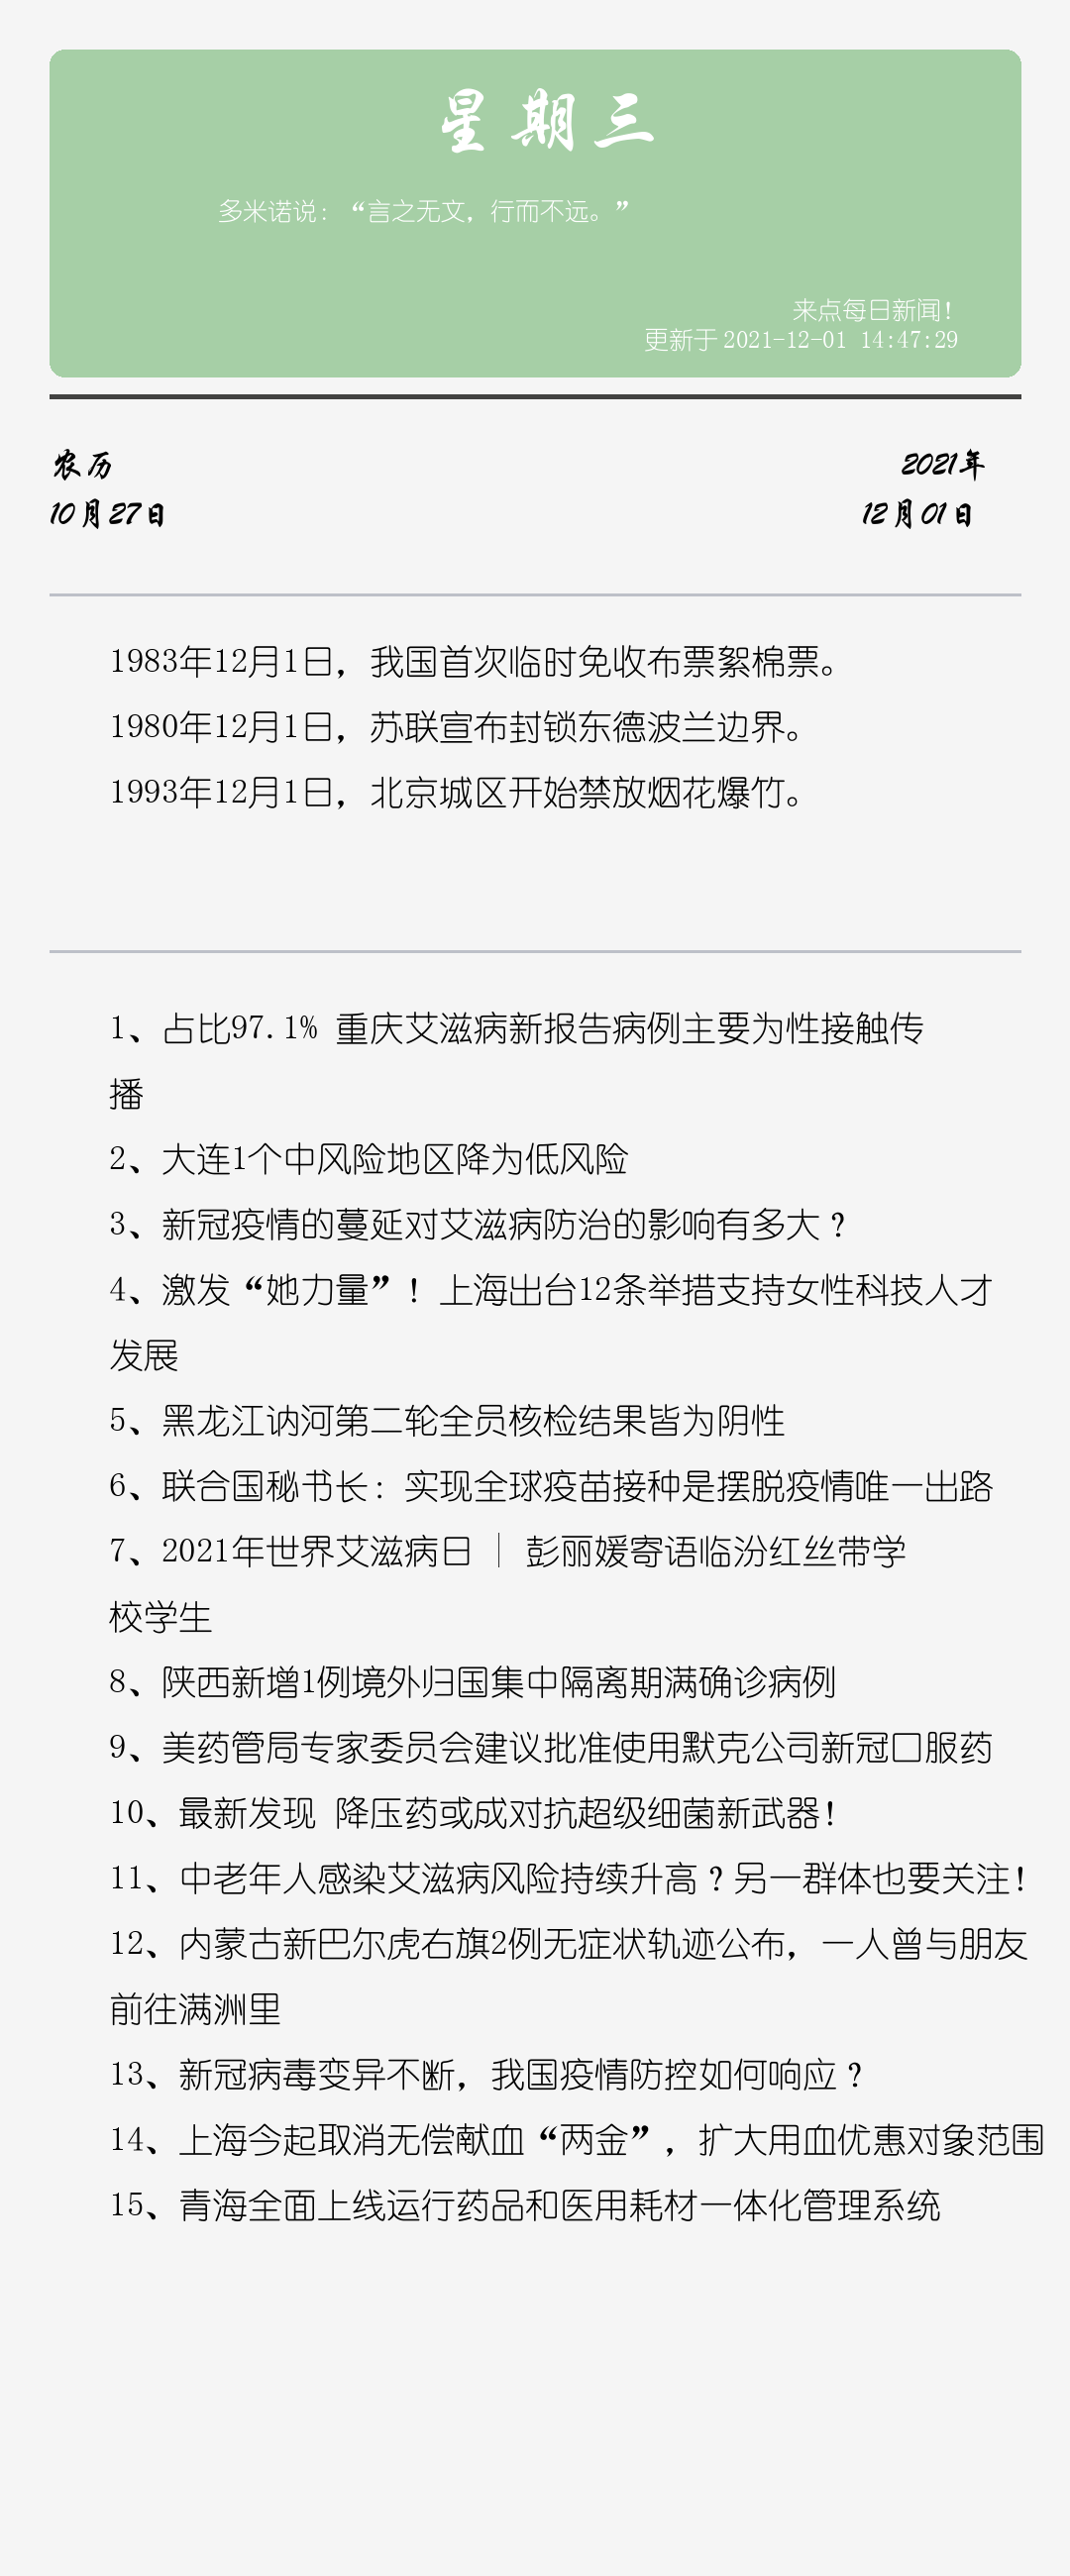 星期三
多米诺说：“言之无文，行而不远。”
来点每日新闻！
更新于 2021-12-01 14:47:29
农历
2021年
10月27日
12月01日
1983年12月1日，我国首次临时免收布票絮棉票。
1980年12月1日，苏联宣布封锁东德波兰边界。
1993年12月1日，北京城区开始禁放烟花爆竹。
1、占比97.1% 重庆艾滋病新报告病例主要为性接触传
播
2、大连1个中风险地区降为低风险
3、新冠疫情的蔓延对艾滋病防治的影响有多大？
4、激发“她力量”！上海出台12条举措支持女性科技人才
发展
5、黑龙江讷河第二轮全员核检结果皆为阴性
6、联合国秘书长：实现全球疫苗接种是摆脱疫情唯一出路
7、2021年世界艾滋病日 | 彭丽媛寄语临汾红丝带学
校学生
8、陕西新增1例境外归国集中隔离期满确诊病例
9、美药管局专家委员会建议批准使用默克公司新冠口服药
10、最新发现 降压药或成对抗超级细菌新武器！
11、中老年人感染艾滋病风险持续升高？另一群体也要关注！
12、内蒙古新巴尔虎右旗2例无症状轨迹公布，一人曾与朋友
前往满洲里
13、新冠病毒变异不断，我国疫情防控如何响应？
14、上海今起取消无偿献血“两金”，扩大用血优惠对象范围
15、青海全面上线运行药品和医用耗材一体化管理系统